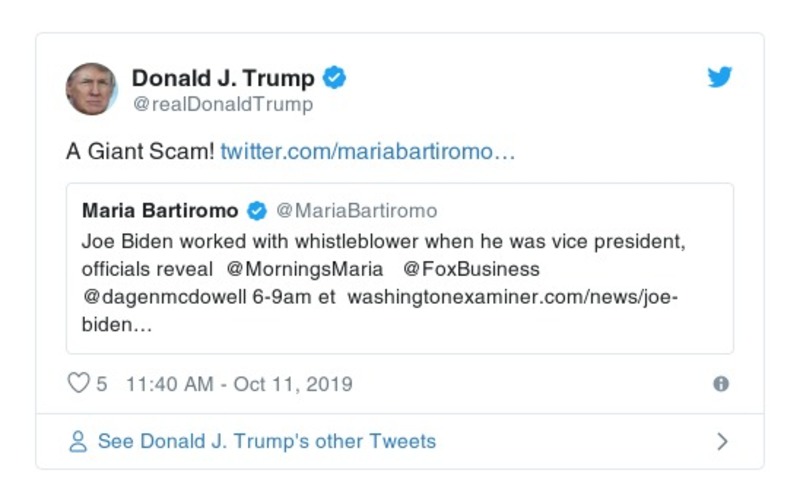 Donald J. Trump
@realDonaldTrump
A Giant Scam! twitter.com/mariabartiromo…
Maria Bartiromo @MariaBartiromo
Joe Biden worked with whistleblower when he was vice president,
officials reveal @MorningsMaria @FoxBusiness
@dagenmcdowell 6-9am et washingtonexaminer.com/news/joe-
biden…
5 11:40 AM - Oct 11, 2019
See Donald J. Trump's other Tweets